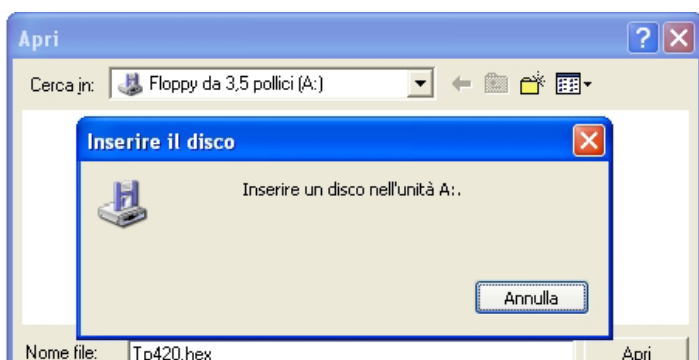 Apri
Cerca in: Floppy da 3,5 pollici (A:)
Inserire il disco
Inserire un disco nell'unità A:.
Annulla
Nome file: Tp420.hex Apri